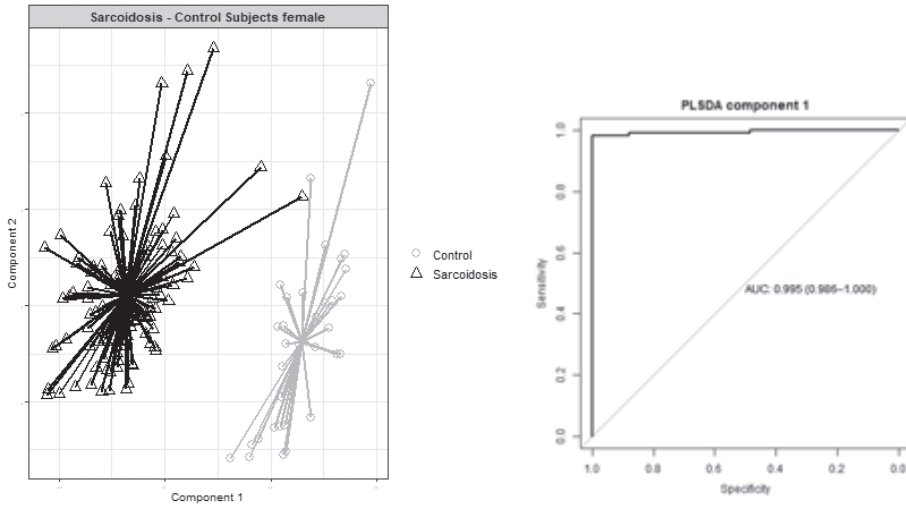 Sarcoidosis - Control Subjects female
Component 2
Component 1
Control
Sarcoidosis
PLSDA component 1
Sensitivity
1.0
0.8
0.6
0.4
0.2
0.0
AUC: 0.995 (0.986–1.000)
1.0 0.8 0.6 0.4 0.2 0.0
Specificity